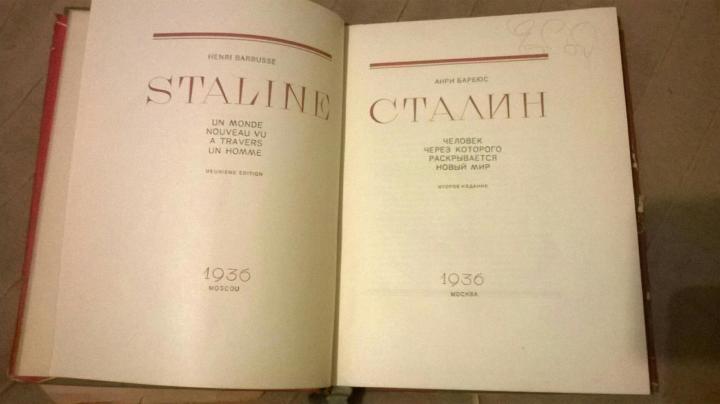 HENRI BARBUSSE
STALINE
UN MONDE
NOUVEAU VU
A TRAVERS
UN HOMME
DEUXIEME EDITION
1936
MOSCOU
АНРИ БАРБЮС
СТАЛИН
ЧЕЛОВЕК
ЧЕРЕЗ КОТОРОГО
РАСКРЫВАЕТСЯ
НОВЫЙ МИР
ВТОРОЕ ИЗДАНИЕ
1936
МОСКВА